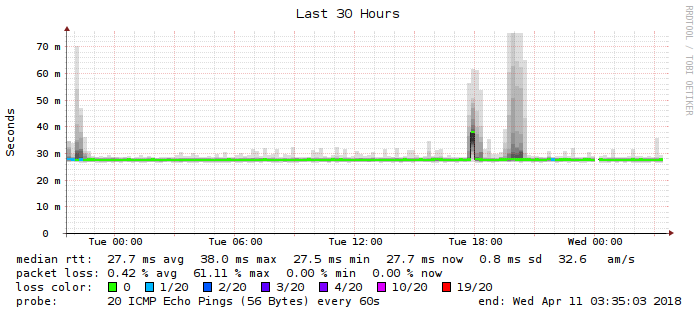 Last 30 Hours
RRDTOOL / TOBI OETIKER
Seconds
70 m
60 m
50 m
40 m
30 m
20 m
10 m
0
Tue 00:00 Tue 06:00 Tue 12:00 Tue 18:00 Wed 00:00
median rtt: 27.7 ms avg 38.0 ms max 27.5 ms min 27.7 ms now 0.8 ms sd 32.6 am/s
packet loss: 0.42 % avg 61.11 % max 0.00 % min 0.00 % now
loss color: 0 1/20 2/20 3/20 4/20 10/20 19/20
probe: 20 ICMP Echo Pings (56 Bytes) every 60s end: Wed Apr 11 03:35:03 2018